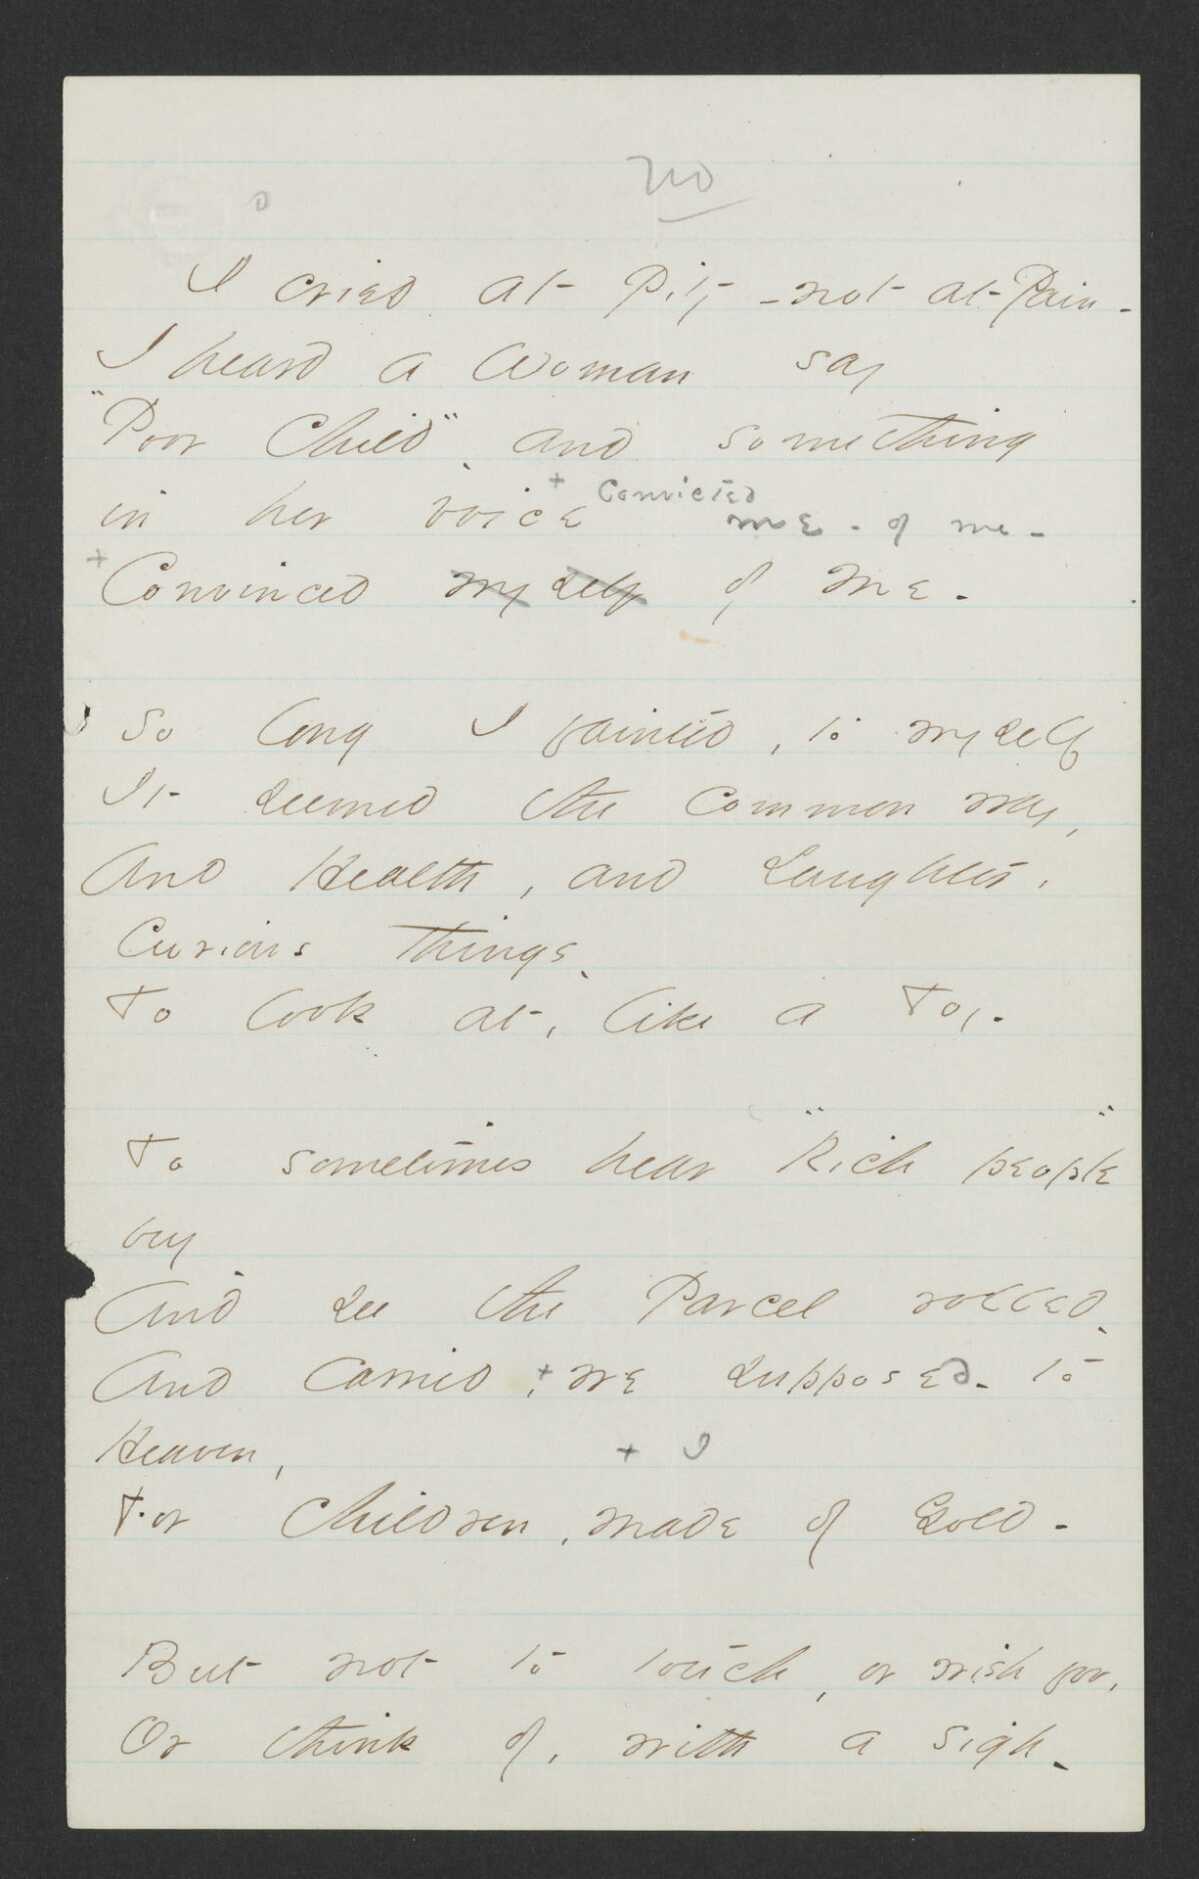 no
I cried at Pity - not at Pain -
I heard a Woman say
"Poor Child", and something
in her voice + Convicted me - of me -
+ Convinced myself of me -
So long I fainted, to myself
It seemed the common way,
And Health, and Laughter,
Curious things,
To look at, like a Toy -
To sometimes hear "Rich people"
buy
And see the Parcel rolled,
And Carried, + we supposed - to
Heaven,
+ I
For Children, made of Gold -
But not to touch, or wish for,
Or think of, with a sigh,